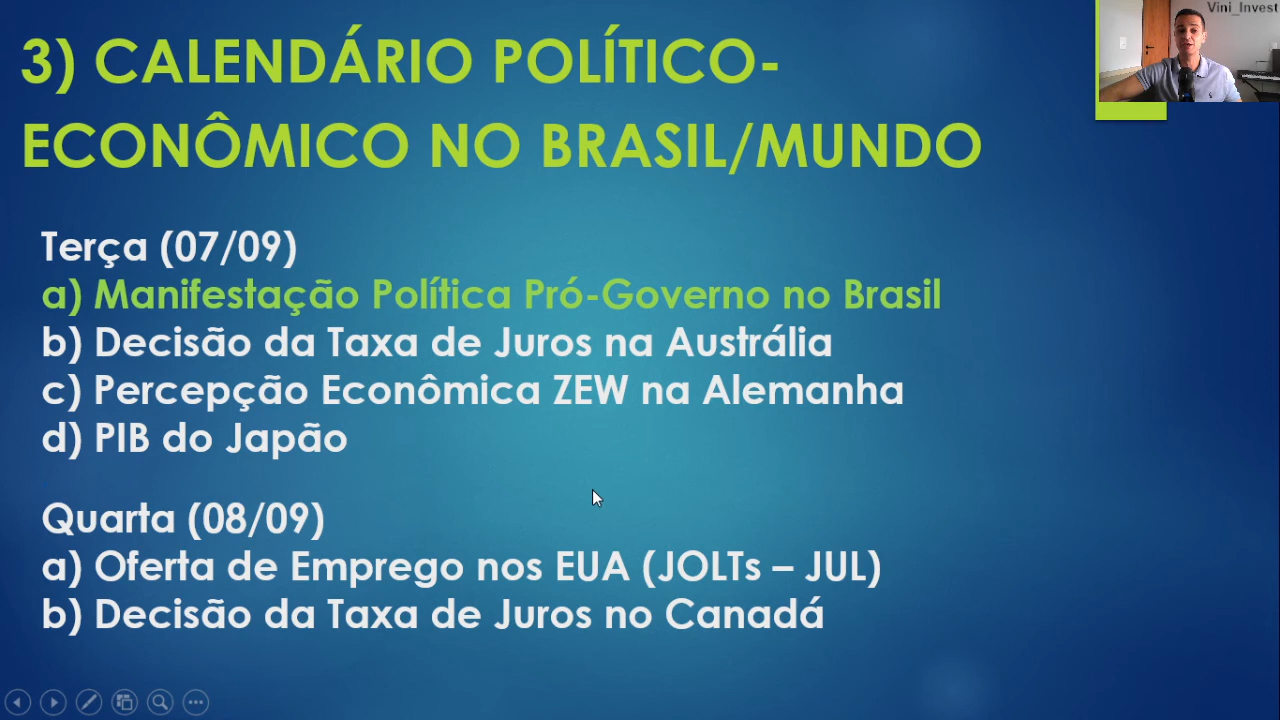 Vini_Invest
3) CALENDÁRIO POLÍTICO-
ECONÔMICO NO BRASIL/MUNDO
Terça (07/09)
a) Manifestação Política Pró-Governo no Brasil
b) Decisão da Taxa de Juros na Austrália
c) Percepção Econômica ZEW na Alemanha
d) PIB do Japão
Quarta (08/09)
a) Oferta de Emprego nos EUA (JOLTs – JUL)
b) Decisão da Taxa de Juros no Canadá